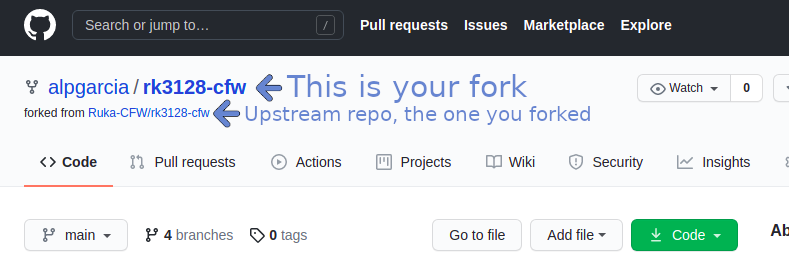 Search or jump to… /
Pull requests Issues Marketplace Explore
alpgarcia / rk3128-cfw This is your fork
Watch 0
forked from Ruka-CFW/rk3128-cfw Upstream repo, the one you forked
Code Pull requests Actions Projects Wiki Security Insights
main 4 branches 0 tags Go to file Add file Code